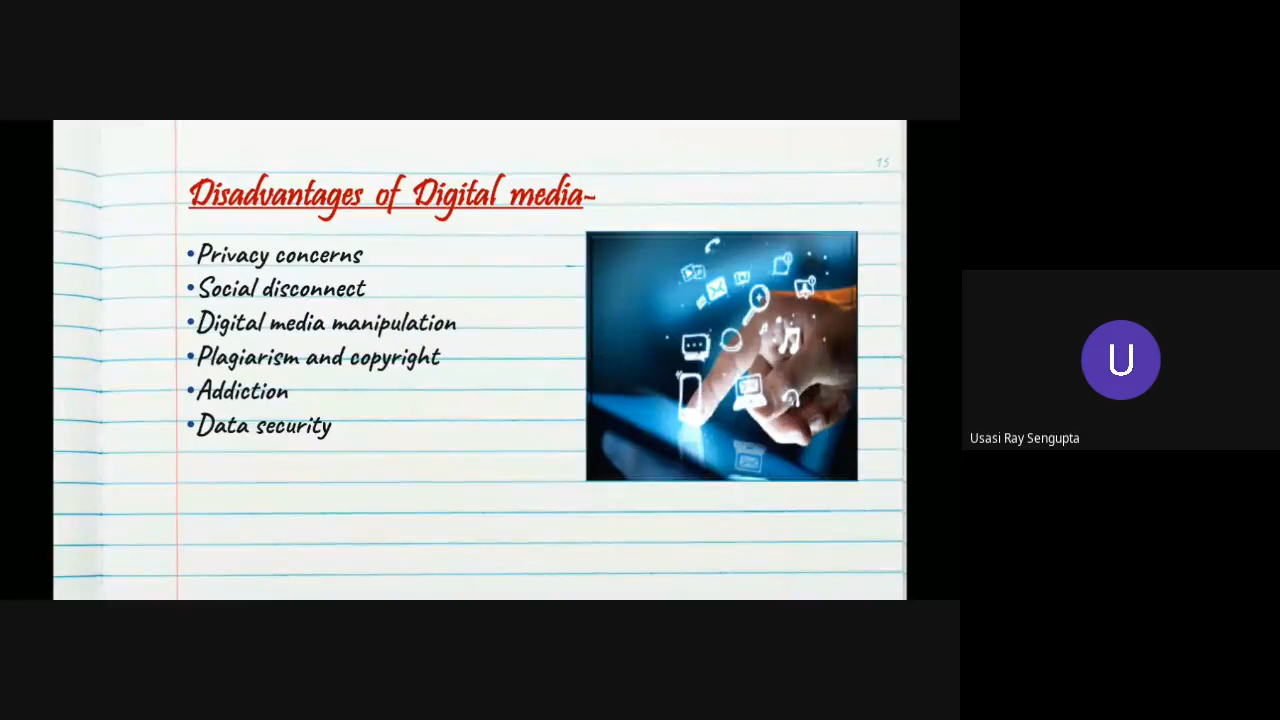 15
Disadvantages of Digital media-
•Privacy concerns
•Social disconnect
•Digital media manipulation
•Plagiarism and copyright
•Addiction
•Data security
U
Usasi Ray Sengupta